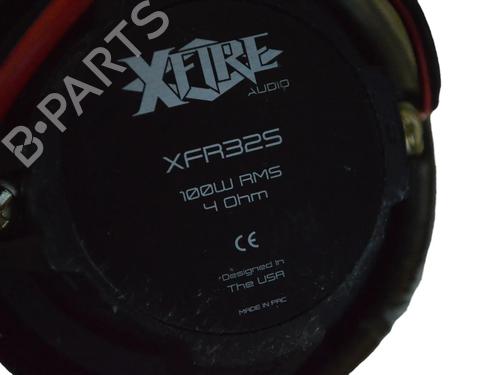 XFIRE
AUDIO
XFR32S
100W RMS
4 Ohm
CE
Designed In
The USA
MADE IN PRC
B-PARTS